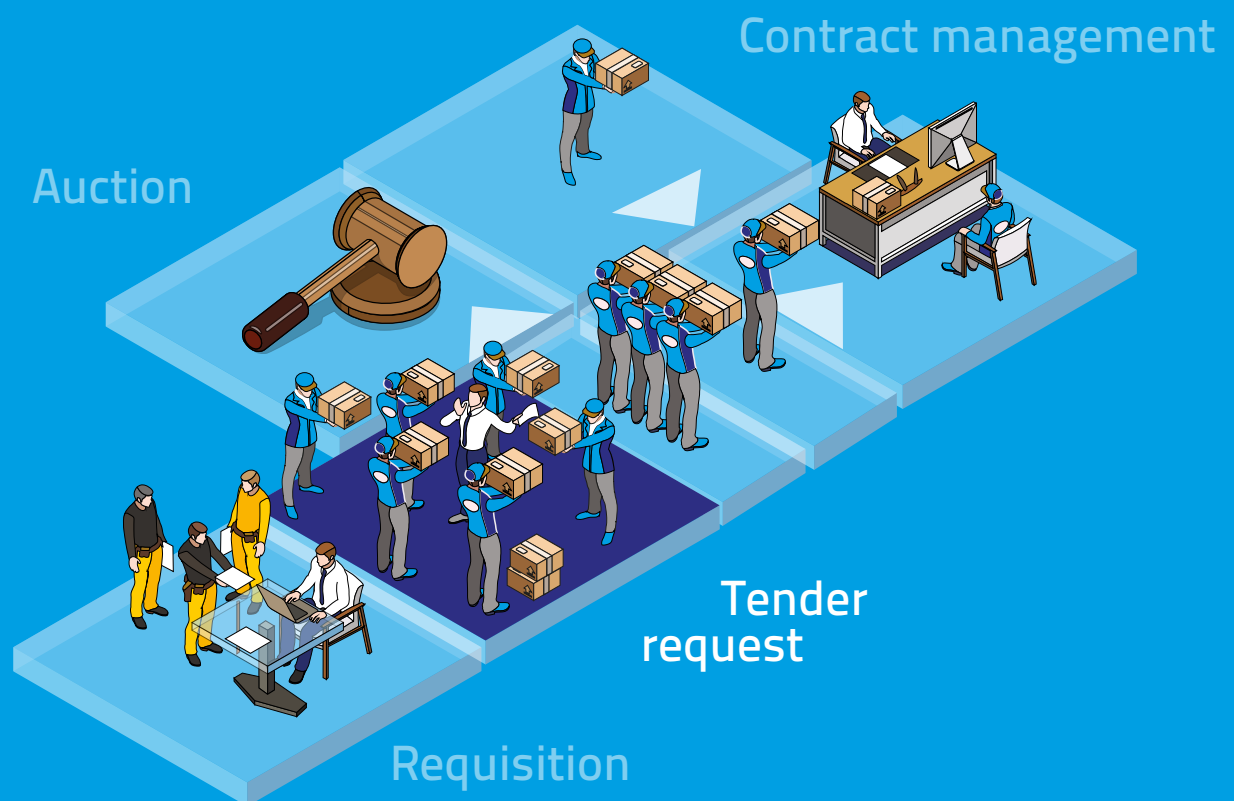 Contract management
Auction
Tender
request
Requisition